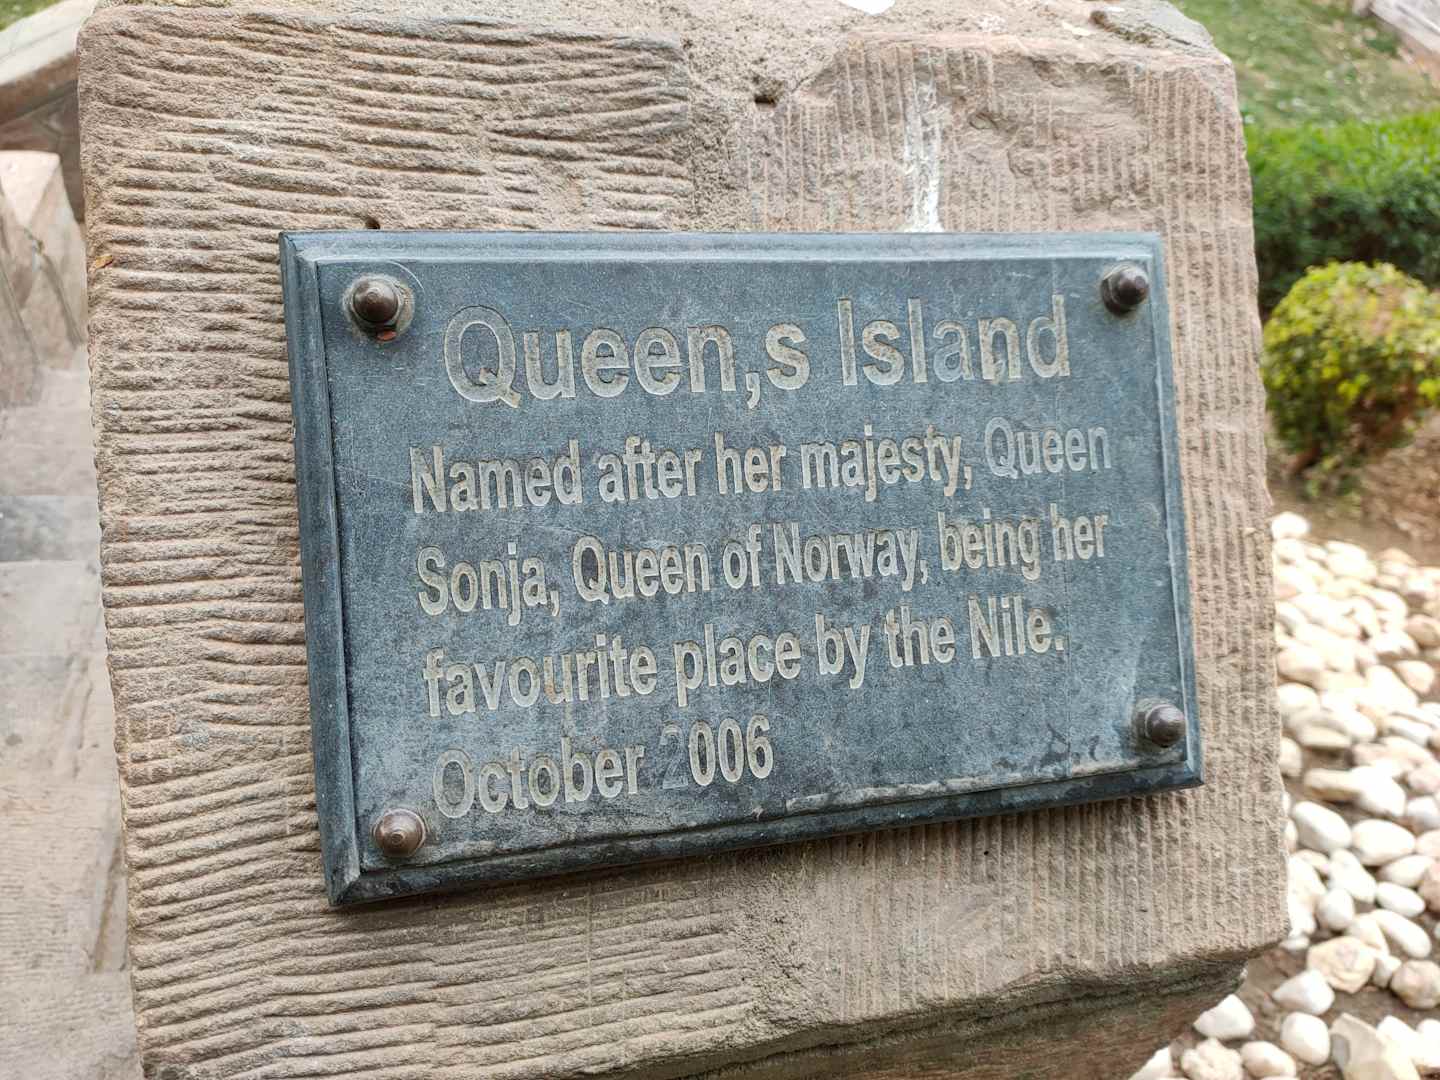 Queen,s Island
Named after her majesty, Queen
Sonja, Queen of Norway, being her
favourite place by the Nile.
October 2006